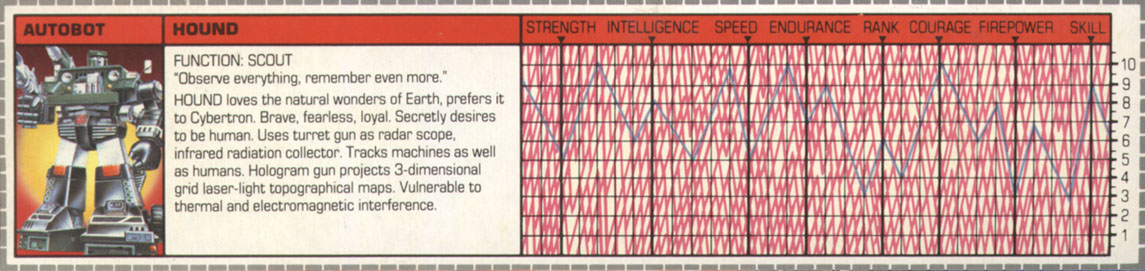 AUTOBOT
HOUND
STRENGTH INTELLIGENCE SPEED ENDURANCE RANK COURAGE FIREPOWER SKILL
FUNCTION: SCOUT
“Observe everything, remember even more.”
HOUND loves the natural wonders of Earth, prefers it
to Cybertron. Brave, fearless, loyal. Secretly desires
to be human. Uses turret gun as radar scope,
infrared radiation collector. Tracks machines as well
as humans. Hologram gun projects 3-dimensional
grid laser-light topographical maps. Vulnerable to
thermal and electromagnetic interference.
10
9
8
7
6
5
4
3
2
1